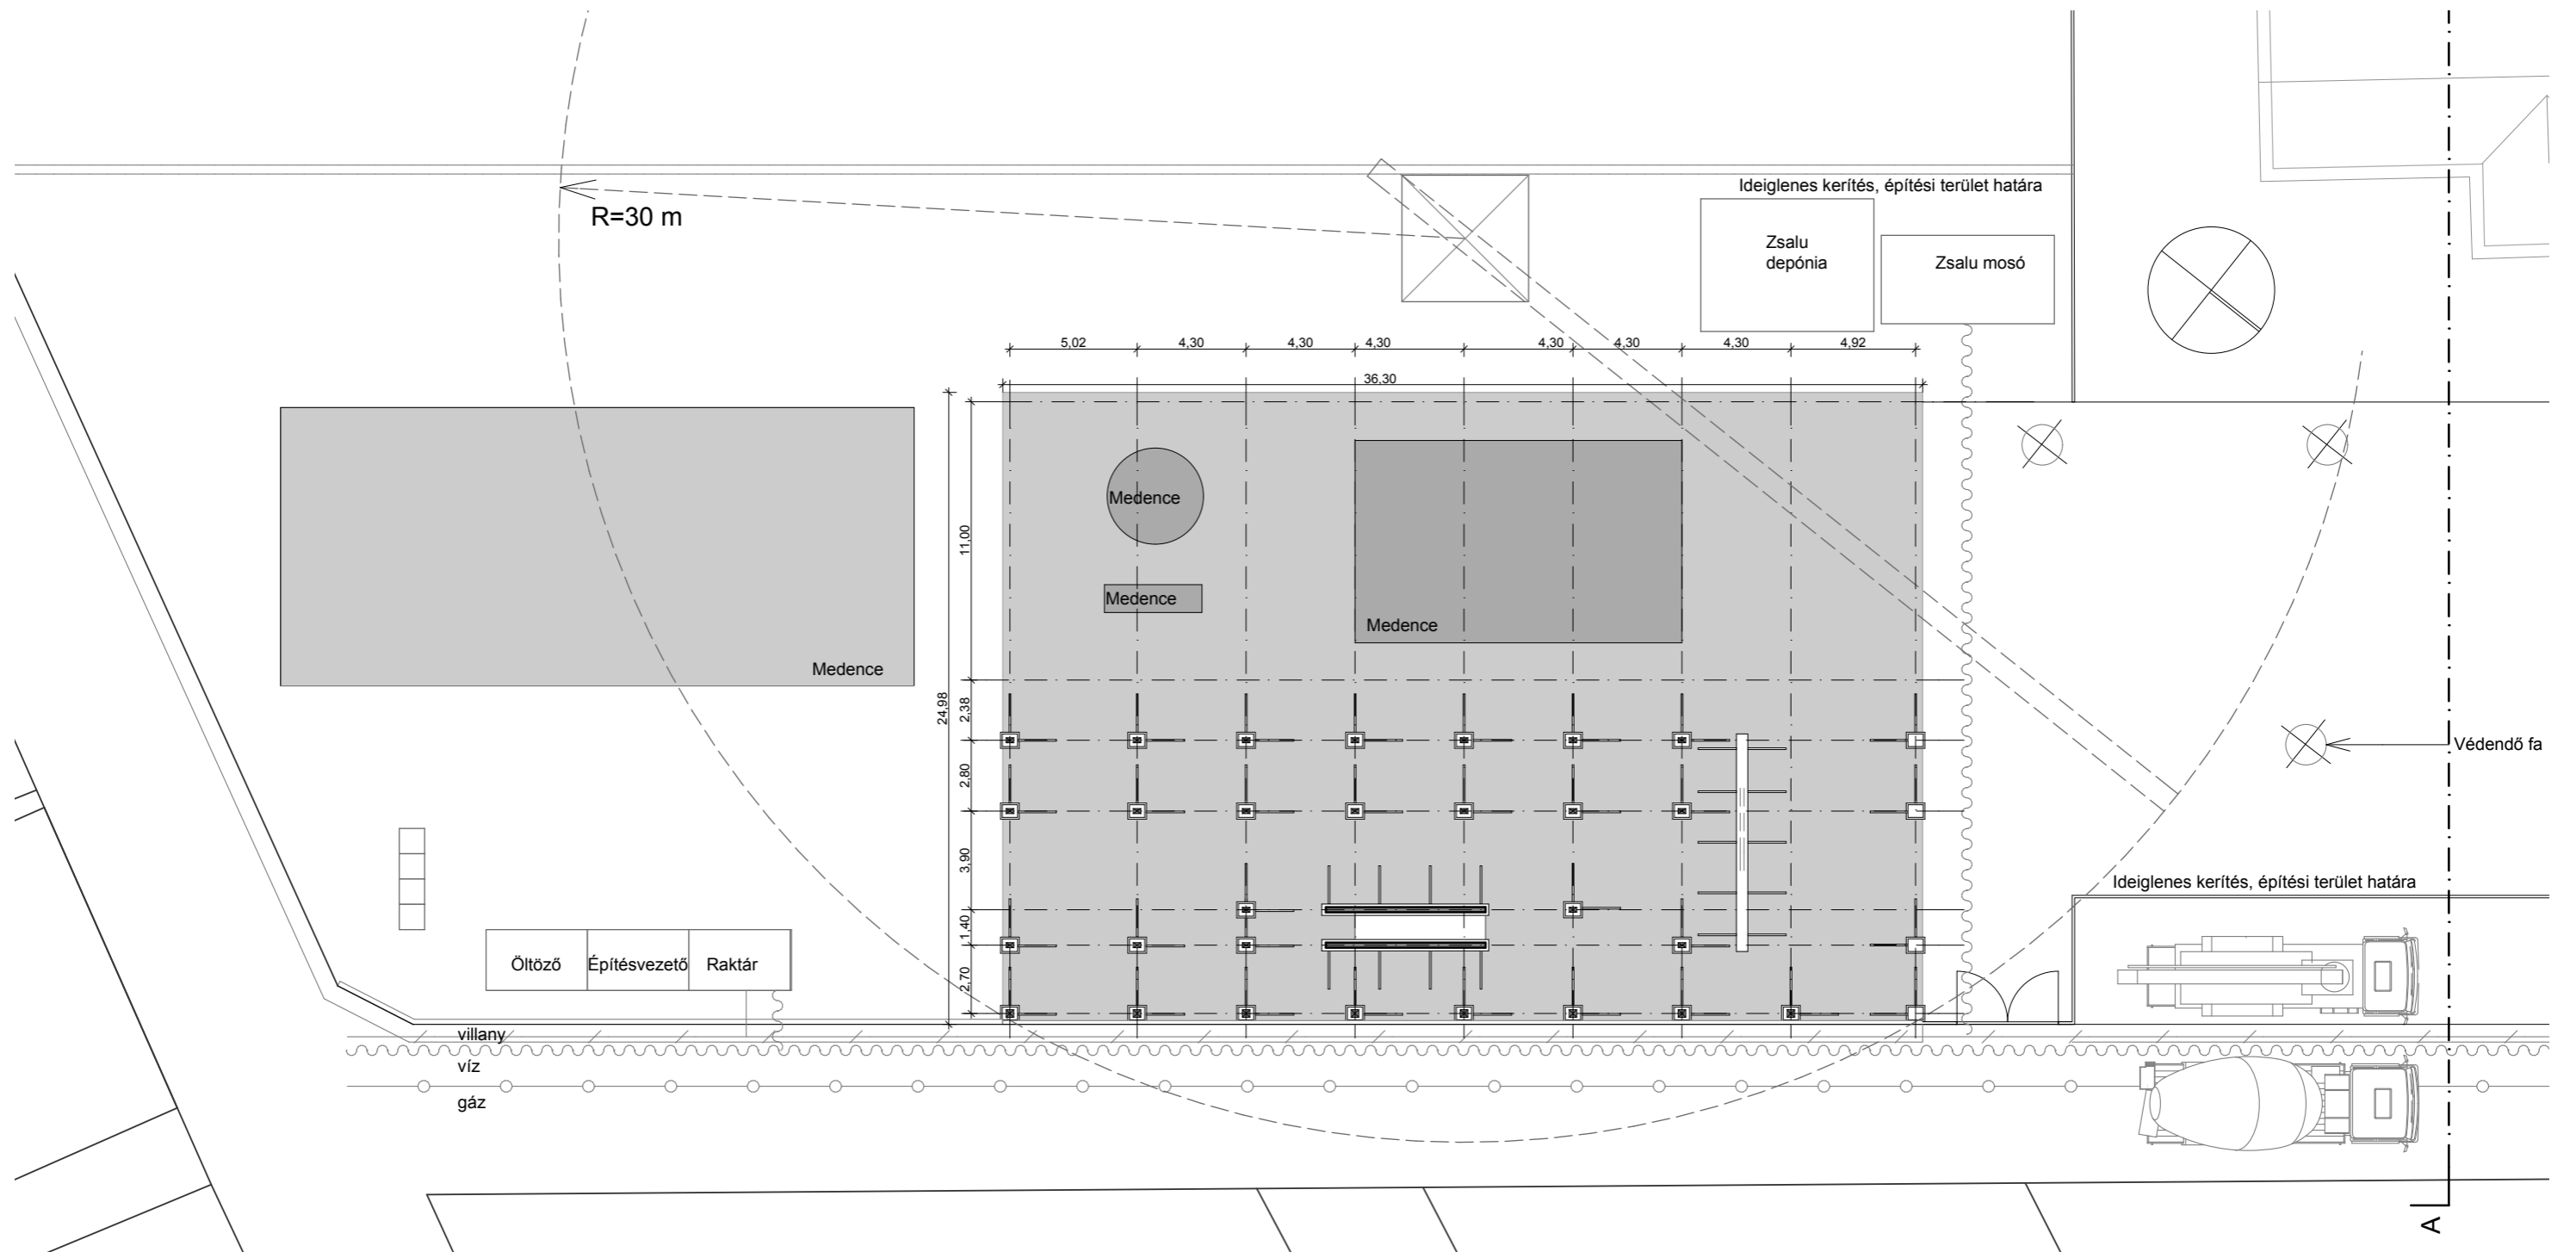 Ideiglenes kerítés, építési terület határa
R=30 m
Zsalu
depónia
Zsalu mosó
5,02
4,30
4,30
4,30
4,30
4,30
4,30
4,92
36,30
Medence
11,00
Medence
Medence
Medence
24,98
2,38
Védendő fa
2,80
3,90
Ideiglenes kerítés, építési terület határa
1,40
Öltöző
Építésvezető
Raktár
2,70
villany
víz
gáz
A